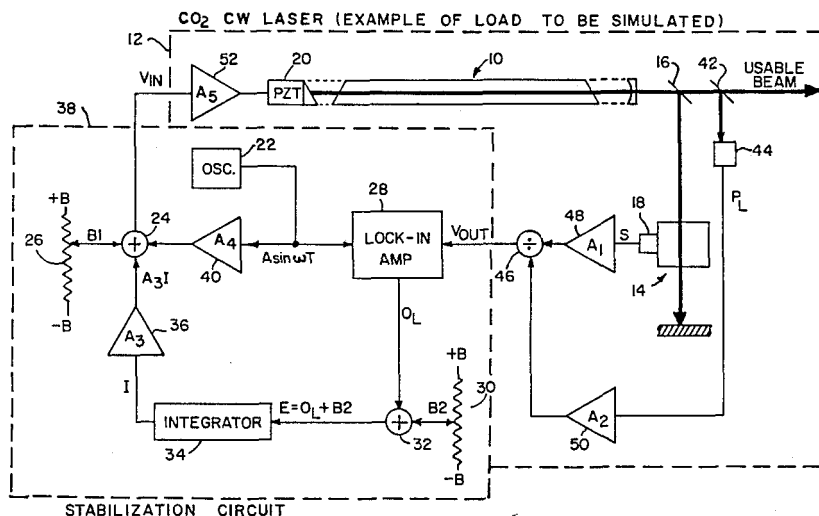 CO2 CW LASER (EXAMPLE OF LOAD TO BE SIMULATED)
12
52
20
10
16
42
USABLE
BEAM
VIN
A5
PZT
38
44
22
OSC.
PL
+B
28
48
18
24
26
B1
A4
LOCK-IN
AMP
VOUT
÷
A1
S
+
40
A sin ωT
46
14
A3I
-B
A3
36
OL
+B
I
30
E=OL+B2
B2
A2
INTEGRATOR
+
34
32
50
-B
STABILIZATION CIRCUIT